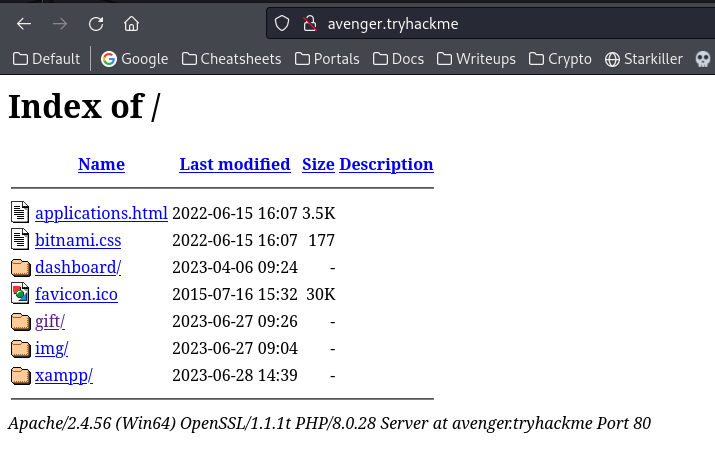 avenger.tryhackme
Default Google Cheatsheets Portals Docs Writeups Crypto Starkiller
Index of /
Name Last modified Size Description
applications.html 2022-06-15 16:07 3.5K
bitnami.css 2022-06-15 16:07 177
dashboard/ 2023-04-06 09:24 -
favicon.ico 2015-07-16 15:32 30K
gift/ 2023-06-27 09:26 -
img/ 2023-06-27 09:04 -
xampp/ 2023-06-28 14:39 -
Apache/2.4.56 (Win64) OpenSSL/1.1.1t PHP/8.0.28 Server at avenger.tryhackme Port 80